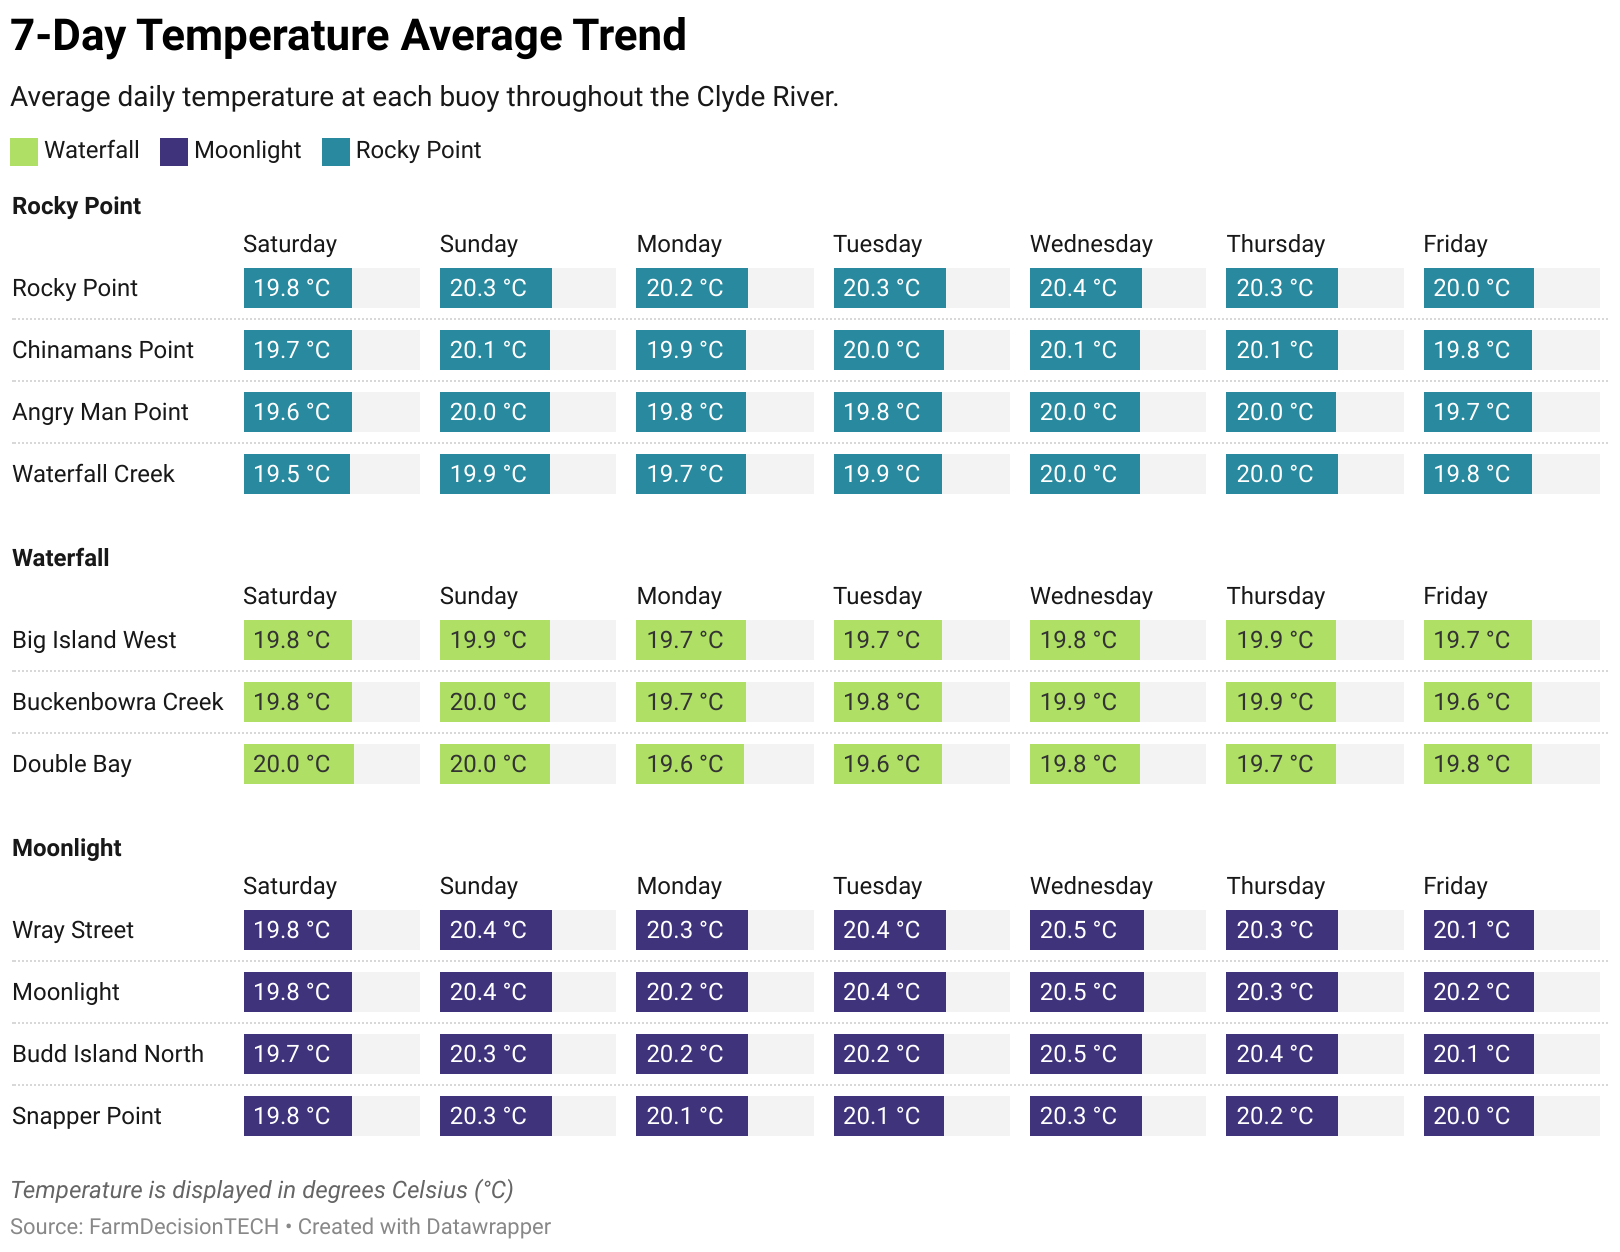 7-Day Temperature Average Trend
Average daily temperature at each buoy throughout the Clyde River.
Waterfall Moonlight Rocky Point
Rocky Point
Saturday Sunday Monday Tuesday Wednesday Thursday Friday
Rocky Point 19.8 °C 20.3 °C 20.2 °C 20.3 °C 20.4 °C 20.3 °C 20.0 °C
Chinamans Point 19.7 °C 20.1 °C 19.9 °C 20.0 °C 20.1 °C 20.1 °C 19.8 °C
Angry Man Point 19.6 °C 20.0 °C 19.8 °C 19.8 °C 20.0 °C 20.0 °C 19.7 °C
Waterfall Creek 19.5 °C 19.9 °C 19.7 °C 19.9 °C 20.0 °C 20.0 °C 19.8 °C
Waterfall
Saturday Sunday Monday Tuesday Wednesday Thursday Friday
Big Island West 19.8 °C 19.9 °C 19.7 °C 19.7 °C 19.8 °C 19.9 °C 19.7 °C
Buckenbowra Creek 19.8 °C 20.0 °C 19.7 °C 19.8 °C 19.9 °C 19.9 °C 19.6 °C
Double Bay 20.0 °C 20.0 °C 19.6 °C 19.6 °C 19.8 °C 19.7 °C 19.8 °C
Moonlight
Saturday Sunday Monday Tuesday Wednesday Thursday Friday
Wray Street 19.8 °C 20.4 °C 20.3 °C 20.4 °C 20.5 °C 20.3 °C 20.1 °C
Moonlight 19.8 °C 20.4 °C 20.2 °C 20.4 °C 20.5 °C 20.3 °C 20.2 °C
Budd Island North 19.7 °C 20.3 °C 20.2 °C 20.2 °C 20.5 °C 20.4 °C 20.1 °C
Snapper Point 19.8 °C 20.3 °C 20.1 °C 20.1 °C 20.3 °C 20.2 °C 20.0 °C
Temperature is displayed in degrees Celsius (°C)
Source: FarmDecisionTECH • Created with Datawrapper